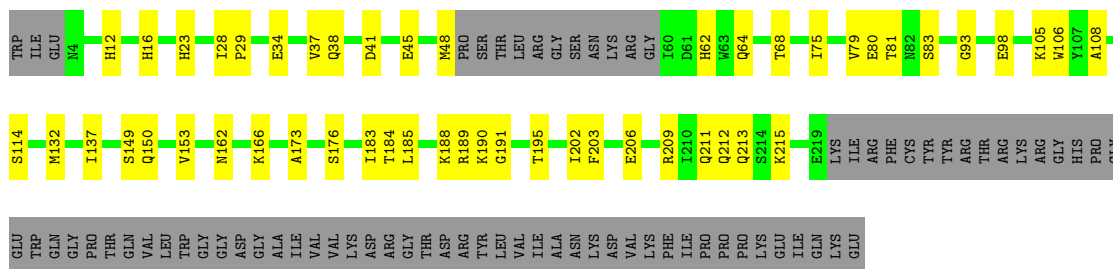 TRP ILE GLU N4 H12 H16 H23 I28 P29 E34 V37 Q38 D41 E45 M48 PRO SER THR LEU ARG GLY SER ASN LYS ARG GLY I60 D61 H62 W63 Q64 T68 I75 V79 E80 T81 N82 S83 G93 E98 K105 W106 Y107 A108
S114 M132 I137 S149 Q150 V153 N162 K166 A173 S176 I183 T184 L185 K188 R189 K190 G191 T195 I202 F203 E206 R209 I210 Q211 Q212 Q213 S214 K215 E219 LYS ILE ARG PHE CYS TYR TYR ARG THR ARG LYS ARG GLY HIS PRO GLY
GLU TRP GLN GLY PRO THR GLN VAL LEU TRP GLY GLY ASP GLY ALA ILE VAL VAL LYS ASP ARG GLY THR ASP ARG TYR LEU VAL ILE ALA ASN LYS ASP VAL LYS PHE ILE PRO PRO PRO LYS GLU ILE GLN LYS GLU